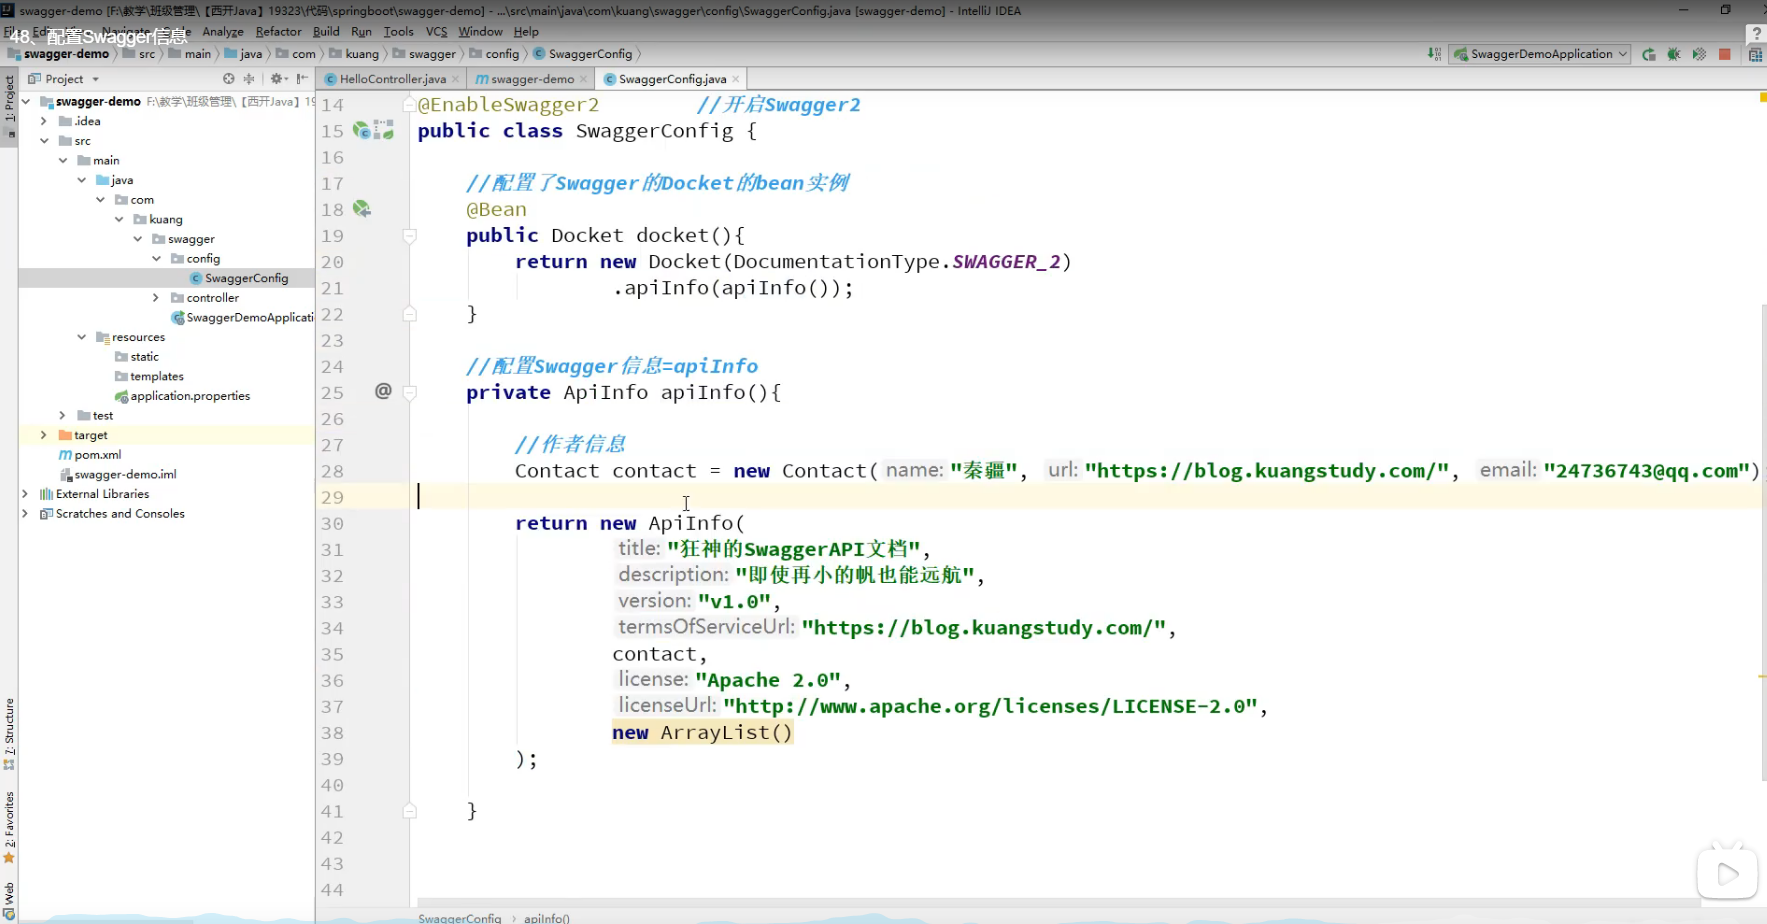 swagger-demo [F:\教学\班级管理\【西开Java】19323\代码\springboot\swagger-demo] - ...\src\main\java\com\kuang\swagger\config\SwaggerConfig.java [swagger-demo] - IntelliJ IDEA
48、配置Swagger信息
Analyze Refactor Build Run Tools VCS Window Help
swagger-demo src main java com kuang swagger config SwaggerConfig
SwaggerDemoApplication
Project
HelloController.java swagger-demo SwaggerConfig.java
1: Project
swagger-demo F:\教学\班级管理\【西开Java】19
.idea
src
main
java
com
kuang
swagger
config
SwaggerConfig
controller
SwaggerDemoApplicati
resources
static
templates
application.properties
test
target
pom.xml
swagger-demo.iml
External Libraries
Scratches and Consoles
7: Structure
2: Favorites
Web
14 @EnableSwagger2 //开启Swagger2
15 public class SwaggerConfig {
16
17 //配置了Swagger的Docket的bean实例
18 @Bean
19 public Docket docket(){
20 return new Docket(DocumentationType.SWAGGER_2)
21 .apiInfo(apiInfo());
22 }
23
24 //配置Swagger信息=apiInfo
25 @ private ApiInfo apiInfo(){
26
27 //作者信息
28 Contact contact = new Contact( name: "秦疆", url: "https://blog.kuangstudy.com/", email: "24736743@qq.com")
29
30 return new ApiInfo(
31 title: "狂神的SwaggerAPI文档",
32 description: "即使再小的帆也能远航",
33 version: "v1.0",
34 termsOfServiceUrl: "https://blog.kuangstudy.com/",
35 contact,
36 license: "Apache 2.0",
37 licenseUrl: "http://www.apache.org/licenses/LICENSE-2.0",
38 new ArrayList()
39 );
40
41 }
42
43
44
SwaggerConfig › apiInfo()